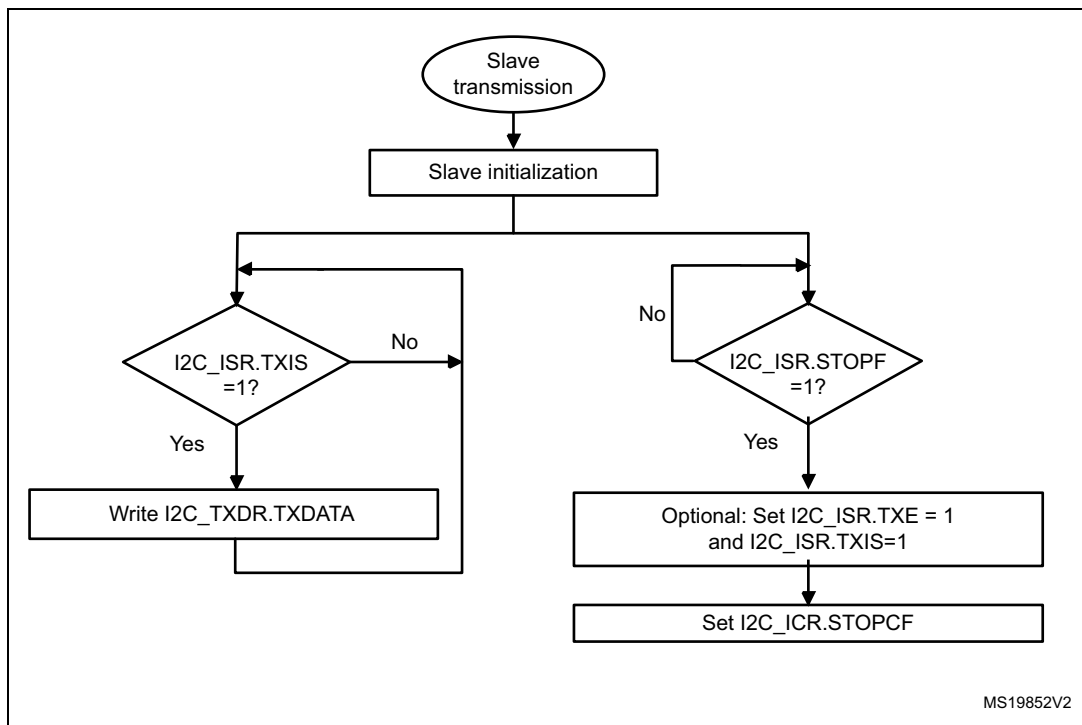 Slave
transmission
Slave initialization
I2C_ISR.TXIS
=1?
No
Yes
Write I2C_TXDR.TXDATA
No
I2C_ISR.STOPF
=1?
Yes
Optional: Set I2C_ISR.TXE = 1
and I2C_ISR.TXIS=1
Set I2C_ICR.STOPCF
MS19852V2